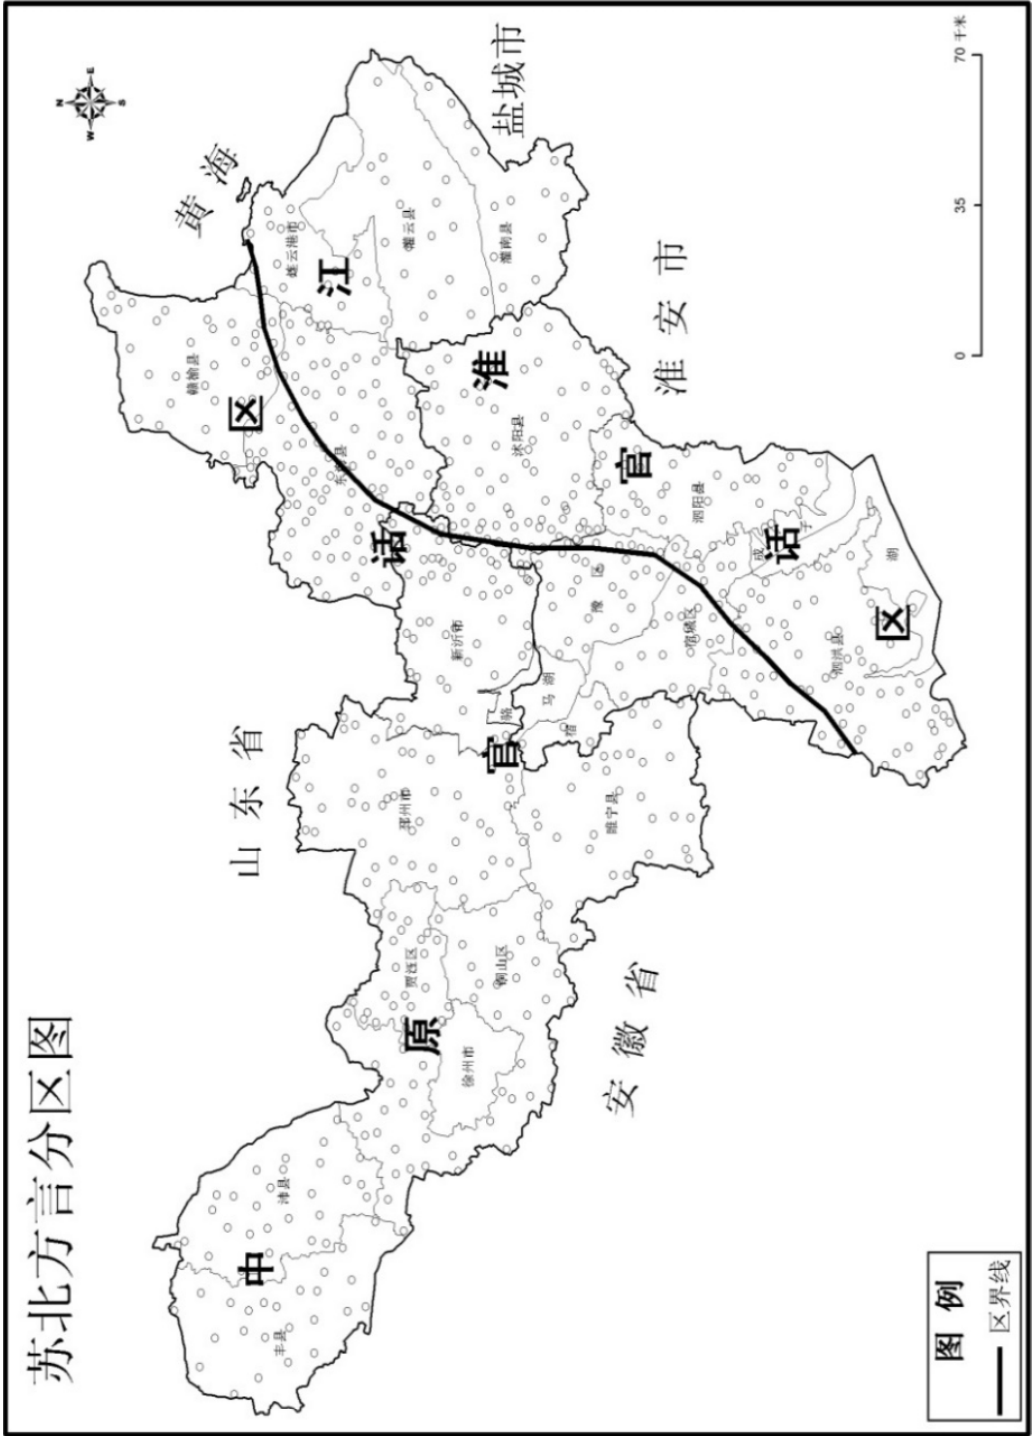 苏北方言分区图
N
W
E
S
山东省
黄海
盐城市
淮安市
安徽省
中原官话区
江淮官话区
丰县
沛县
徐州市
贾汪区
铜山区
邳州市
睢宁县
新沂市
骆马湖
宿豫区
宿城区
东海县
赣榆县
连云港市
灌云县
灌南县
沭阳县
泗阳县
泗洪县
成子湖
图例
区界线
0 35 70 千米